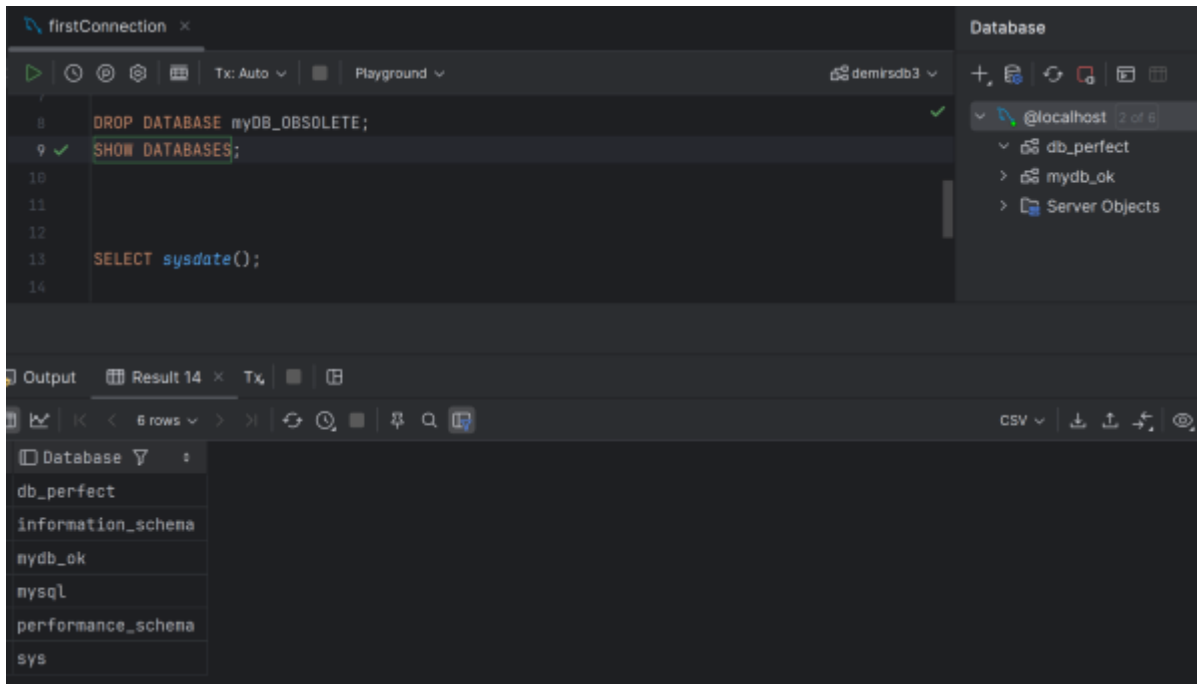 firstConnection
Database
Tx: Auto
Playground
demirsdb3
7
8 DROP DATABASE myDB_OBSOLETE;
9 SHOW DATABASES;
10
11
12
13 SELECT sysdate();
14
@localhost 2 of 6
db_perfect
mydb_ok
Server Objects
Output Result 14 Tx
6 rows
CSV
Database
db_perfect
information_schema
mydb_ok
mysql
performance_schema
sys